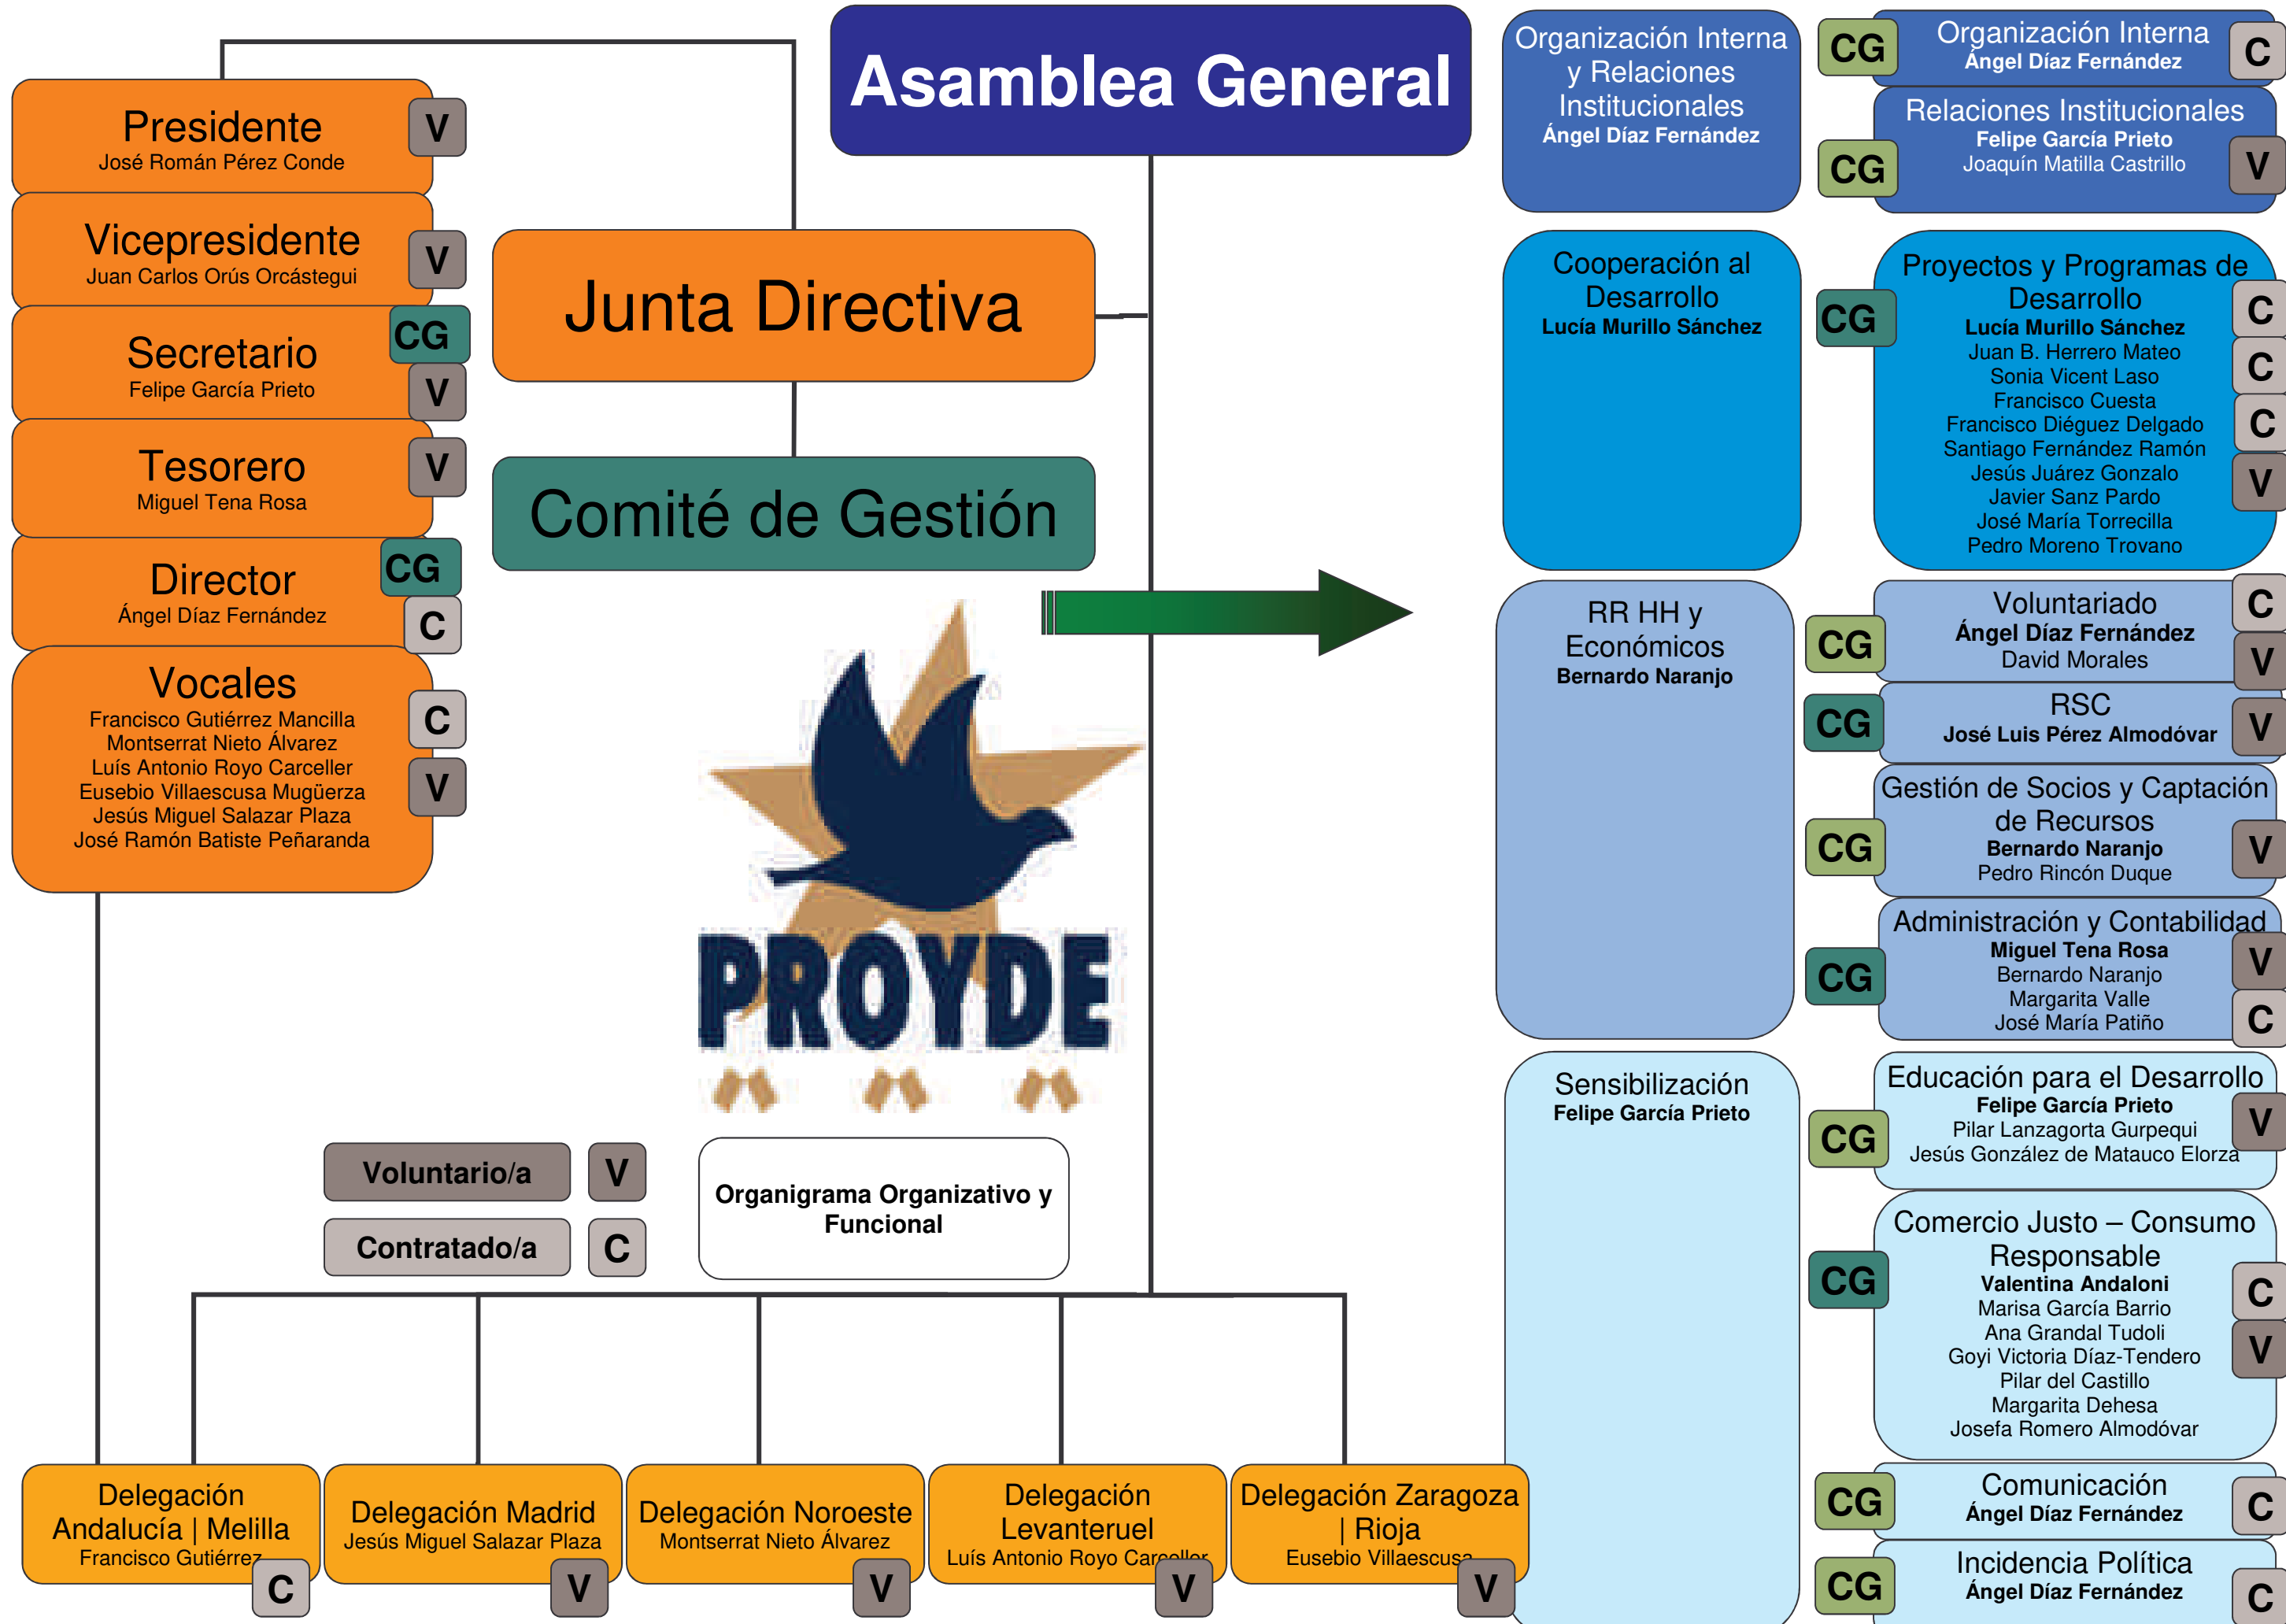 Asamblea General
Presidente
José Román Pérez Conde
V
Vicepresidente
Juan Carlos Orús Orcástegui
V
Secretario
Felipe García Prieto
CG
V
Tesorero
Miguel Tena Rosa
V
Director
Ángel Díaz Fernández
CG
C
Vocales
Francisco Gutiérrez Mancilla
Montserrat Nieto Álvarez
Luís Antonio Royo Carceller
Eusebio Villaescusa Mugüerza
Jesús Miguel Salazar Plaza
José Ramón Batiste Peñaranda
C
V
Junta Directiva
Comité de Gestión
PROYDE
Voluntario/a
V
Contratado/a
C
Organigrama Organizativo y
Funcional
Delegación
Andalucía | Melilla
Francisco Gutiérrez
C
Delegación Madrid
Jesús Miguel Salazar Plaza
V
Delegación Noroeste
Montserrat Nieto Álvarez
V
Delegación
Levanteruel
Luís Antonio Royo Carceller
V
Delegación Zaragoza
| Rioja
Eusebio Villaescusa
V
Organización Interna
y Relaciones
Institucionales
Ángel Díaz Fernández
CG
Organización Interna
Ángel Díaz Fernández
C
CG
Relaciones Institucionales
Felipe García Prieto
Joaquín Matilla Castrillo
V
Cooperación al
Desarrollo
Lucía Murillo Sánchez
CG
Proyectos y Programas de
Desarrollo
Lucía Murillo Sánchez
Juan B. Herrero Mateo
Sonia Vicent Laso
Francisco Cuesta
Francisco Diéguez Delgado
Santiago Fernández Ramón
Jesús Juárez Gonzalo
Javier Sanz Pardo
José María Torrecilla
Pedro Moreno Trovano
C
C
C
V
RR HH y
Económicos
Bernardo Naranjo
CG
Voluntariado
Ángel Díaz Fernández
David Morales
C
V
CG
RSC
José Luis Pérez Almodóvar
V
CG
Gestión de Socios y Captación
de Recursos
Bernardo Naranjo
Pedro Rincón Duque
V
CG
Administración y Contabilidad
Miguel Tena Rosa
Bernardo Naranjo
Margarita Valle
José María Patiño
V
C
Sensibilización
Felipe García Prieto
CG
Educación para el Desarrollo
Felipe García Prieto
Pilar Lanzagorta Gurpequi
Jesús González de Matauco Elorza
V
CG
Comercio Justo – Consumo
Responsable
Valentina Andaloni
Marisa García Barrio
Ana Grandal Tudoli
Goyi Victoria Díaz-Tendero
Pilar del Castillo
Margarita Dehesa
Josefa Romero Almodóvar
C
V
CG
Comunicación
Ángel Díaz Fernández
C
CG
Incidencia Política
Ángel Díaz Fernández
C